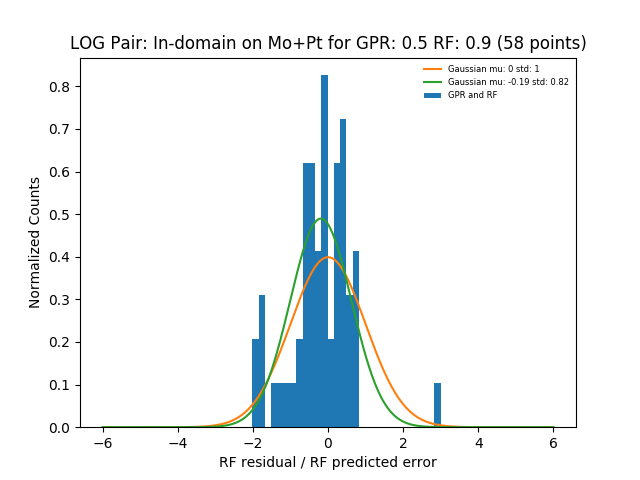 LOG Pair: In-domain on Mo+Pt for GPR: 0.5 RF: 0.9 (58 points)
Gaussian mu: 0 std: 1
Gaussian mu: -0.19 std: 0.82
GPR and RF
Normalized Counts
0.8
0.7
0.6
0.5
0.4
0.3
0.2
0.1
0.0
−6 −4 −2 0 2 4 6
RF residual / RF predicted error